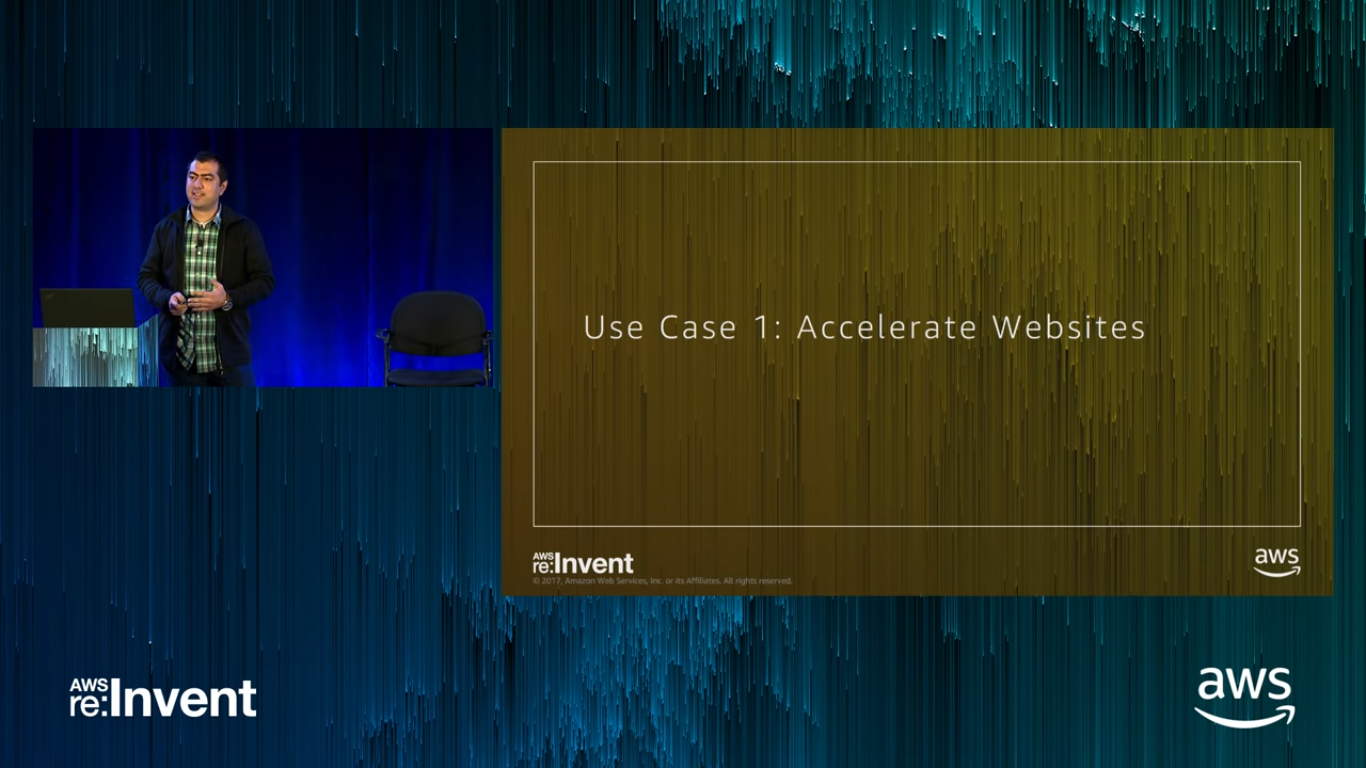 Use Case 1: Accelerate Websites
AWS
re:Invent
© 2017, Amazon Web Services, Inc. or its Affiliates. All rights reserved.
aws
AWS
re:Invent
aws